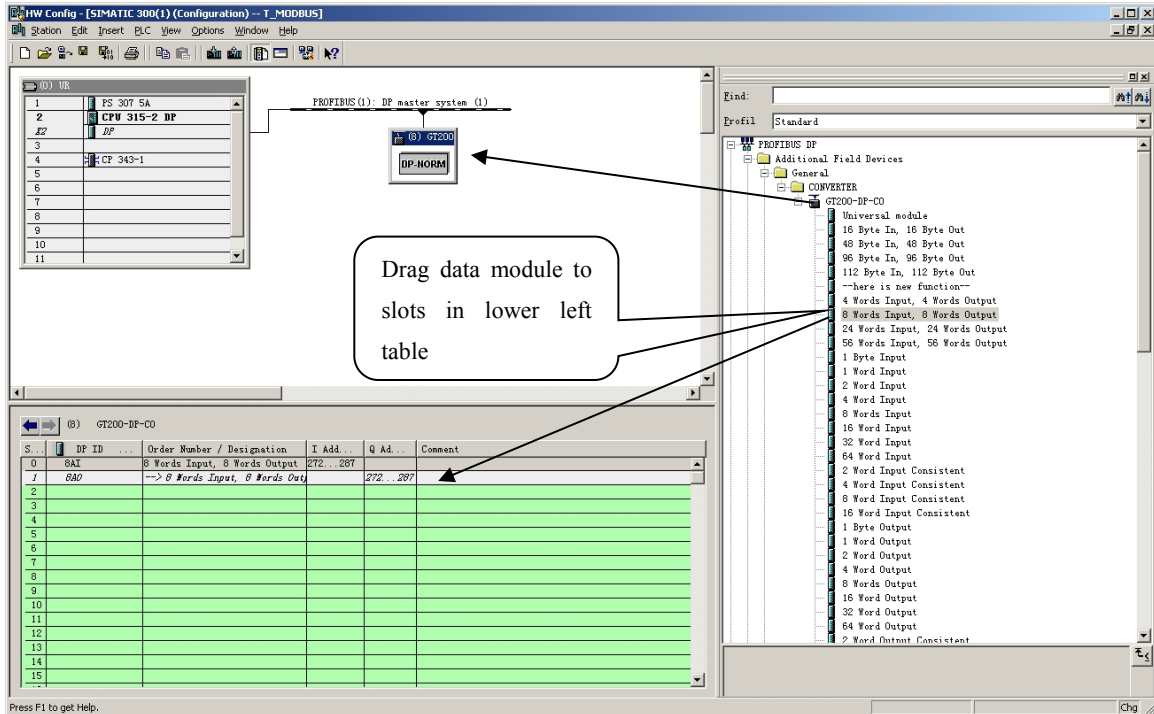 HW Config - [SIMATIC 300(1) (Configuration) -- T_MODBUS]
Station Edit Insert PLC View Options Window Help
(0) UR
1 PS 307 5A
2 CPU 315-2 DP
X2 DP
3
4 CP 343-1
5
6
7
8
9
10
11
PROFIBUS(1): DP master system (1)
(8) GT200
DP-NORM
Drag data module to
slots in lower left
table
Find:
Profil Standard
PROFIBUS DP
Additional Field Devices
General
CONVERTER
GT200-DP-CO
Universal module
16 Byte In, 16 Byte Out
48 Byte In, 48 Byte Out
96 Byte In, 96 Byte Out
112 Byte In, 112 Byte Out
--here is new function--
4 Words Input, 4 Words Output
8 Words Input, 8 Words Output
24 Words Input, 24 Words Output
56 Words Input, 56 Words Output
1 Byte Input
1 Word Input
2 Word Input
4 Word Input
8 Words Input
16 Word Input
32 Word Input
64 Word Input
2 Word Input Consistent
4 Word Input Consistent
8 Word Input Consistent
16 Word Input Consistent
1 Byte Output
1 Word Output
2 Word Output
4 Word Output
8 Words Output
16 Word Output
32 Word Output
64 Word Output
2 Word Output Consistent
(8) GT200-DP-CO
S... DP ID ... Order Number / Designation I Add... Q Ad... Comment
0 8AI 8 Words Input, 8 Words Output 272...287
1 8AO --> 8 Words Input, 8 Words Out 272...287
2
3
4
5
6
7
8
9
10
11
12
13
14
15
Press F1 to get Help.
Chg